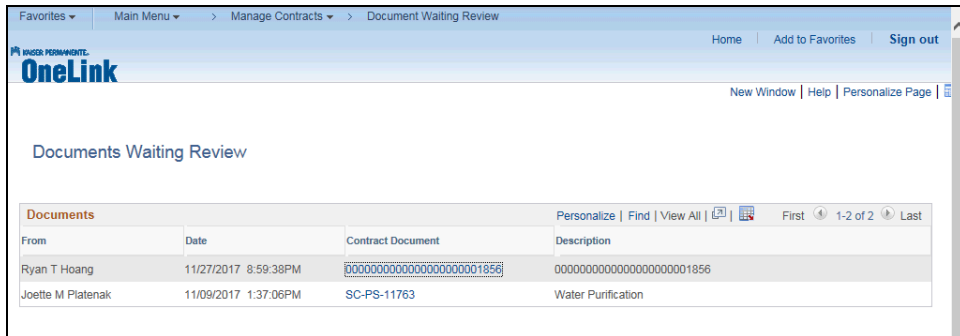 Favorites Main Menu > Manage Contracts > Document Waiting Review
Home Add to Favorites Sign out
KAISER PERMANENTE.
OneLink
New Window | Help | Personalize Page |
Documents Waiting Review
Documents Personalize | Find | View All | | First 1-2 of 2 Last
From Date Contract Document Description
Ryan T Hoang 11/27/2017 8:59:38PM 0000000000000000000001856 0000000000000000000001856
Joette M Platenak 11/09/2017 1:37:06PM SC-PS-11763 Water Purification